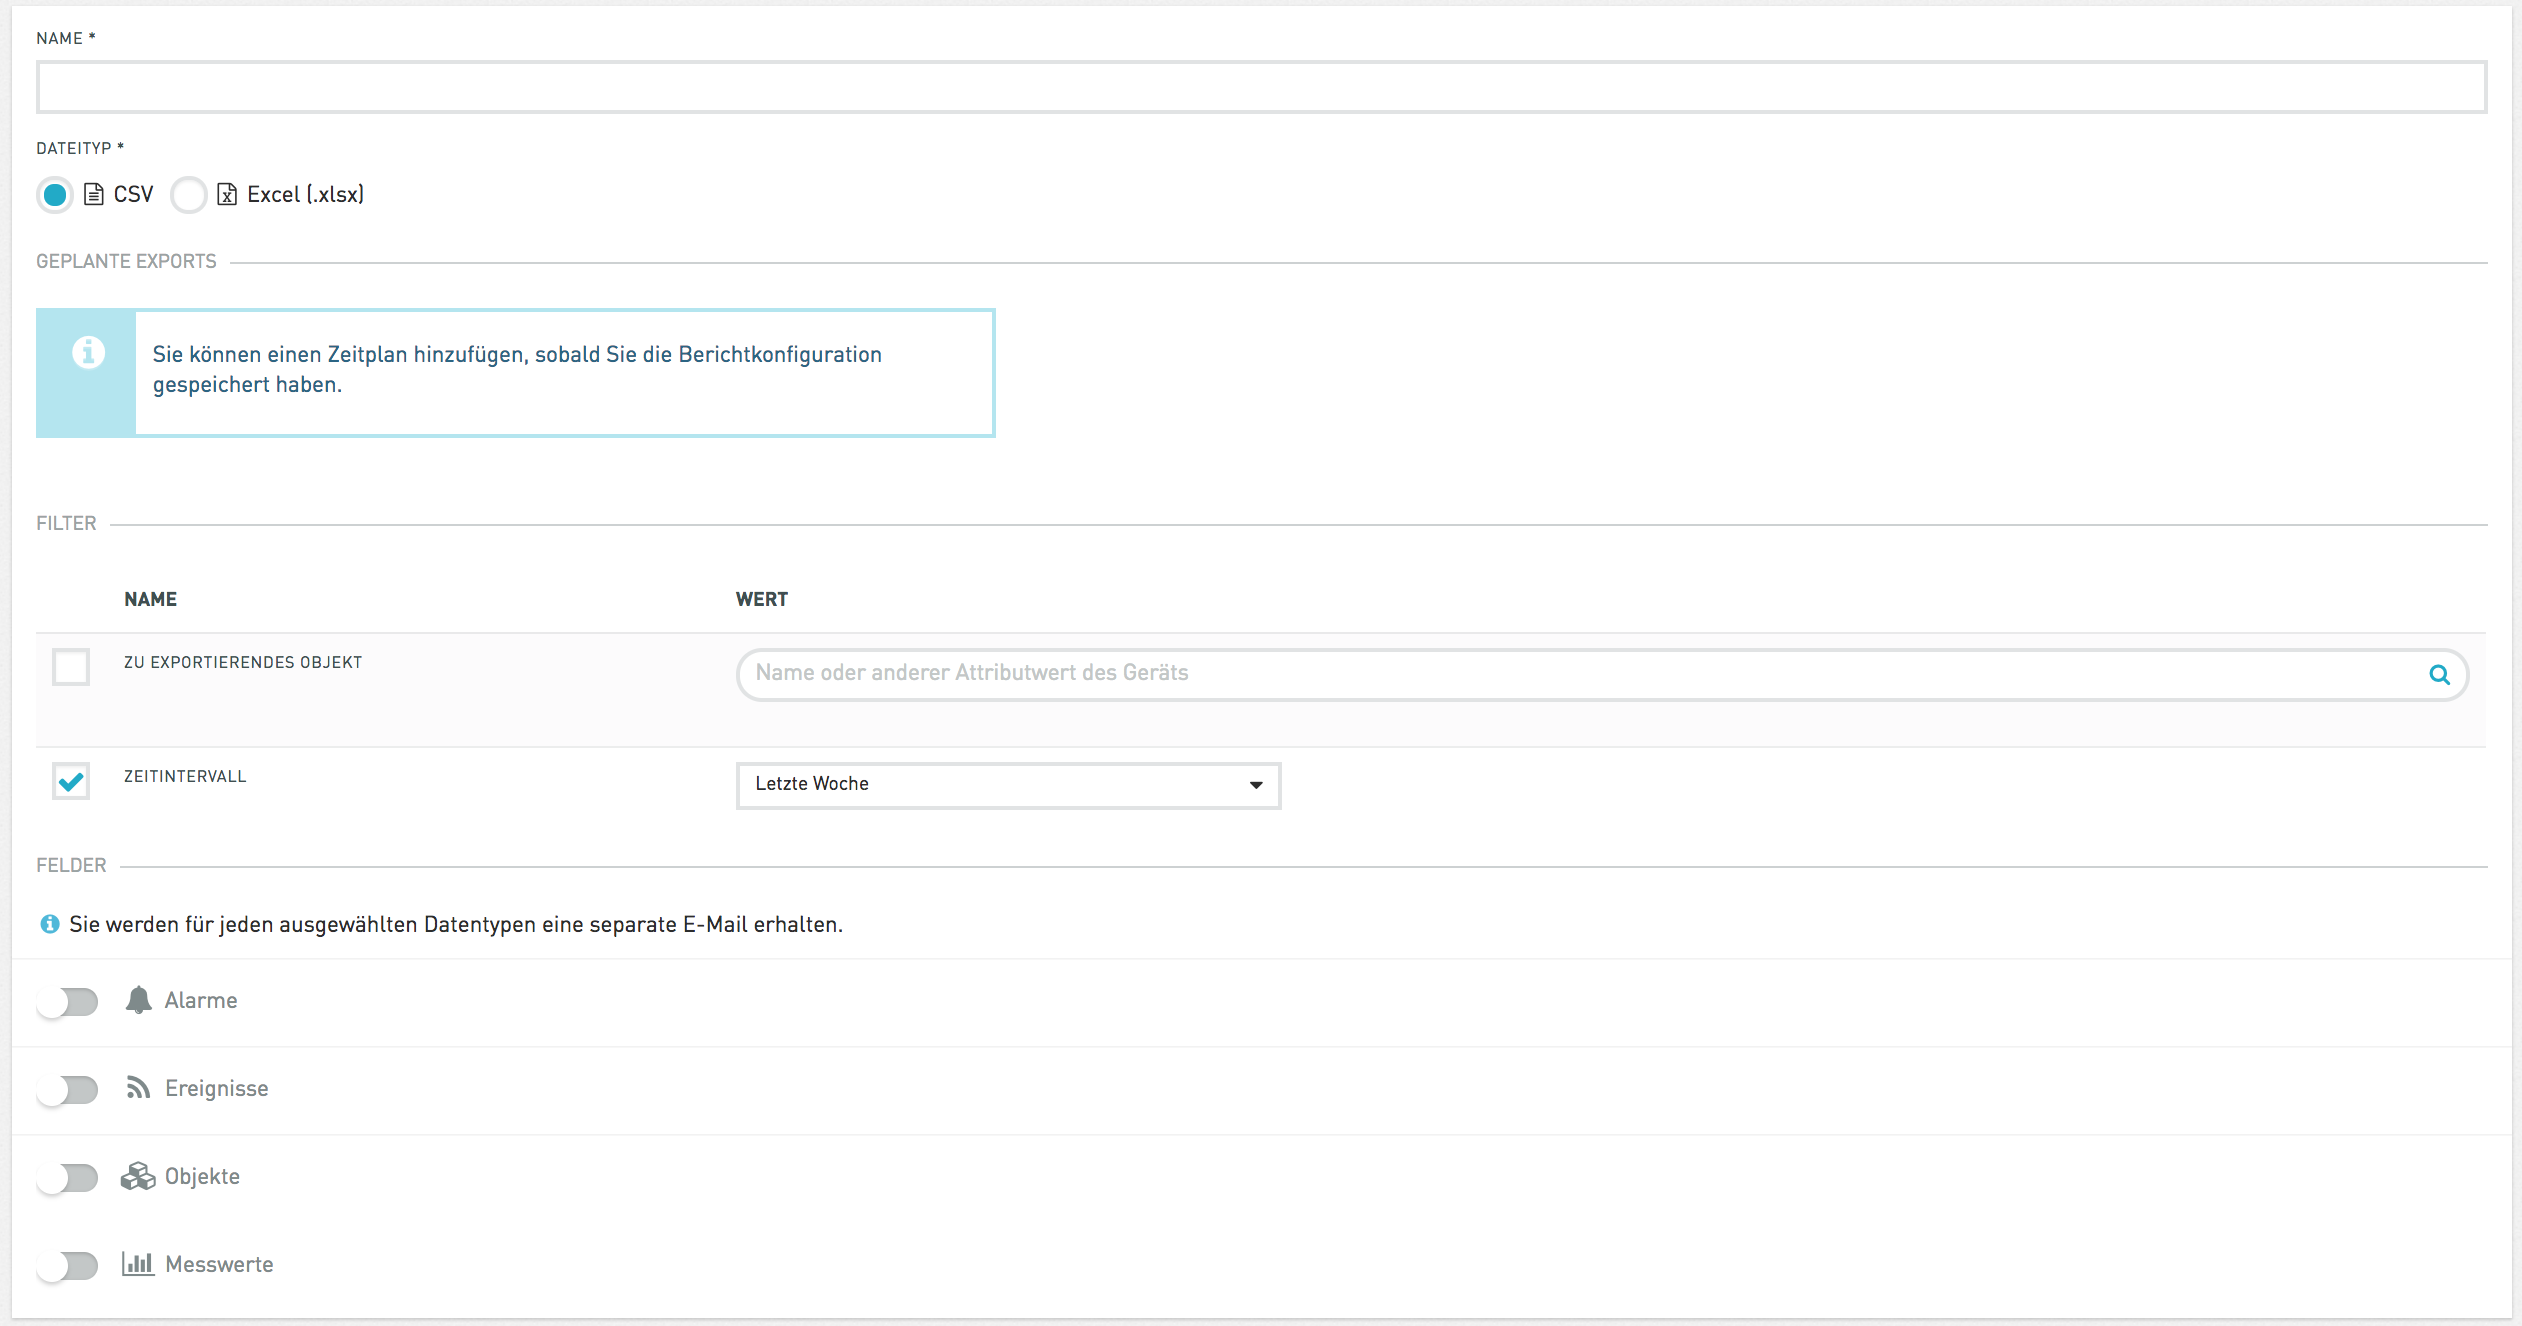 NAME *
DATEITYP *
CSV Excel (.xlsx)
GEPLANTE EXPORTS
Sie können einen Zeitplan hinzufügen, sobald Sie die Berichtkonfiguration
gespeichert haben.
FILTER
NAME WERT
ZU EXPORTIERENDES OBJEKT Name oder anderer Attributwert des Geräts
ZEITINTERVALL Letzte Woche
FELDER
Sie werden für jeden ausgewählten Datentypen eine separate E-Mail erhalten.
Alarme
Ereignisse
Objekte
Messwerte